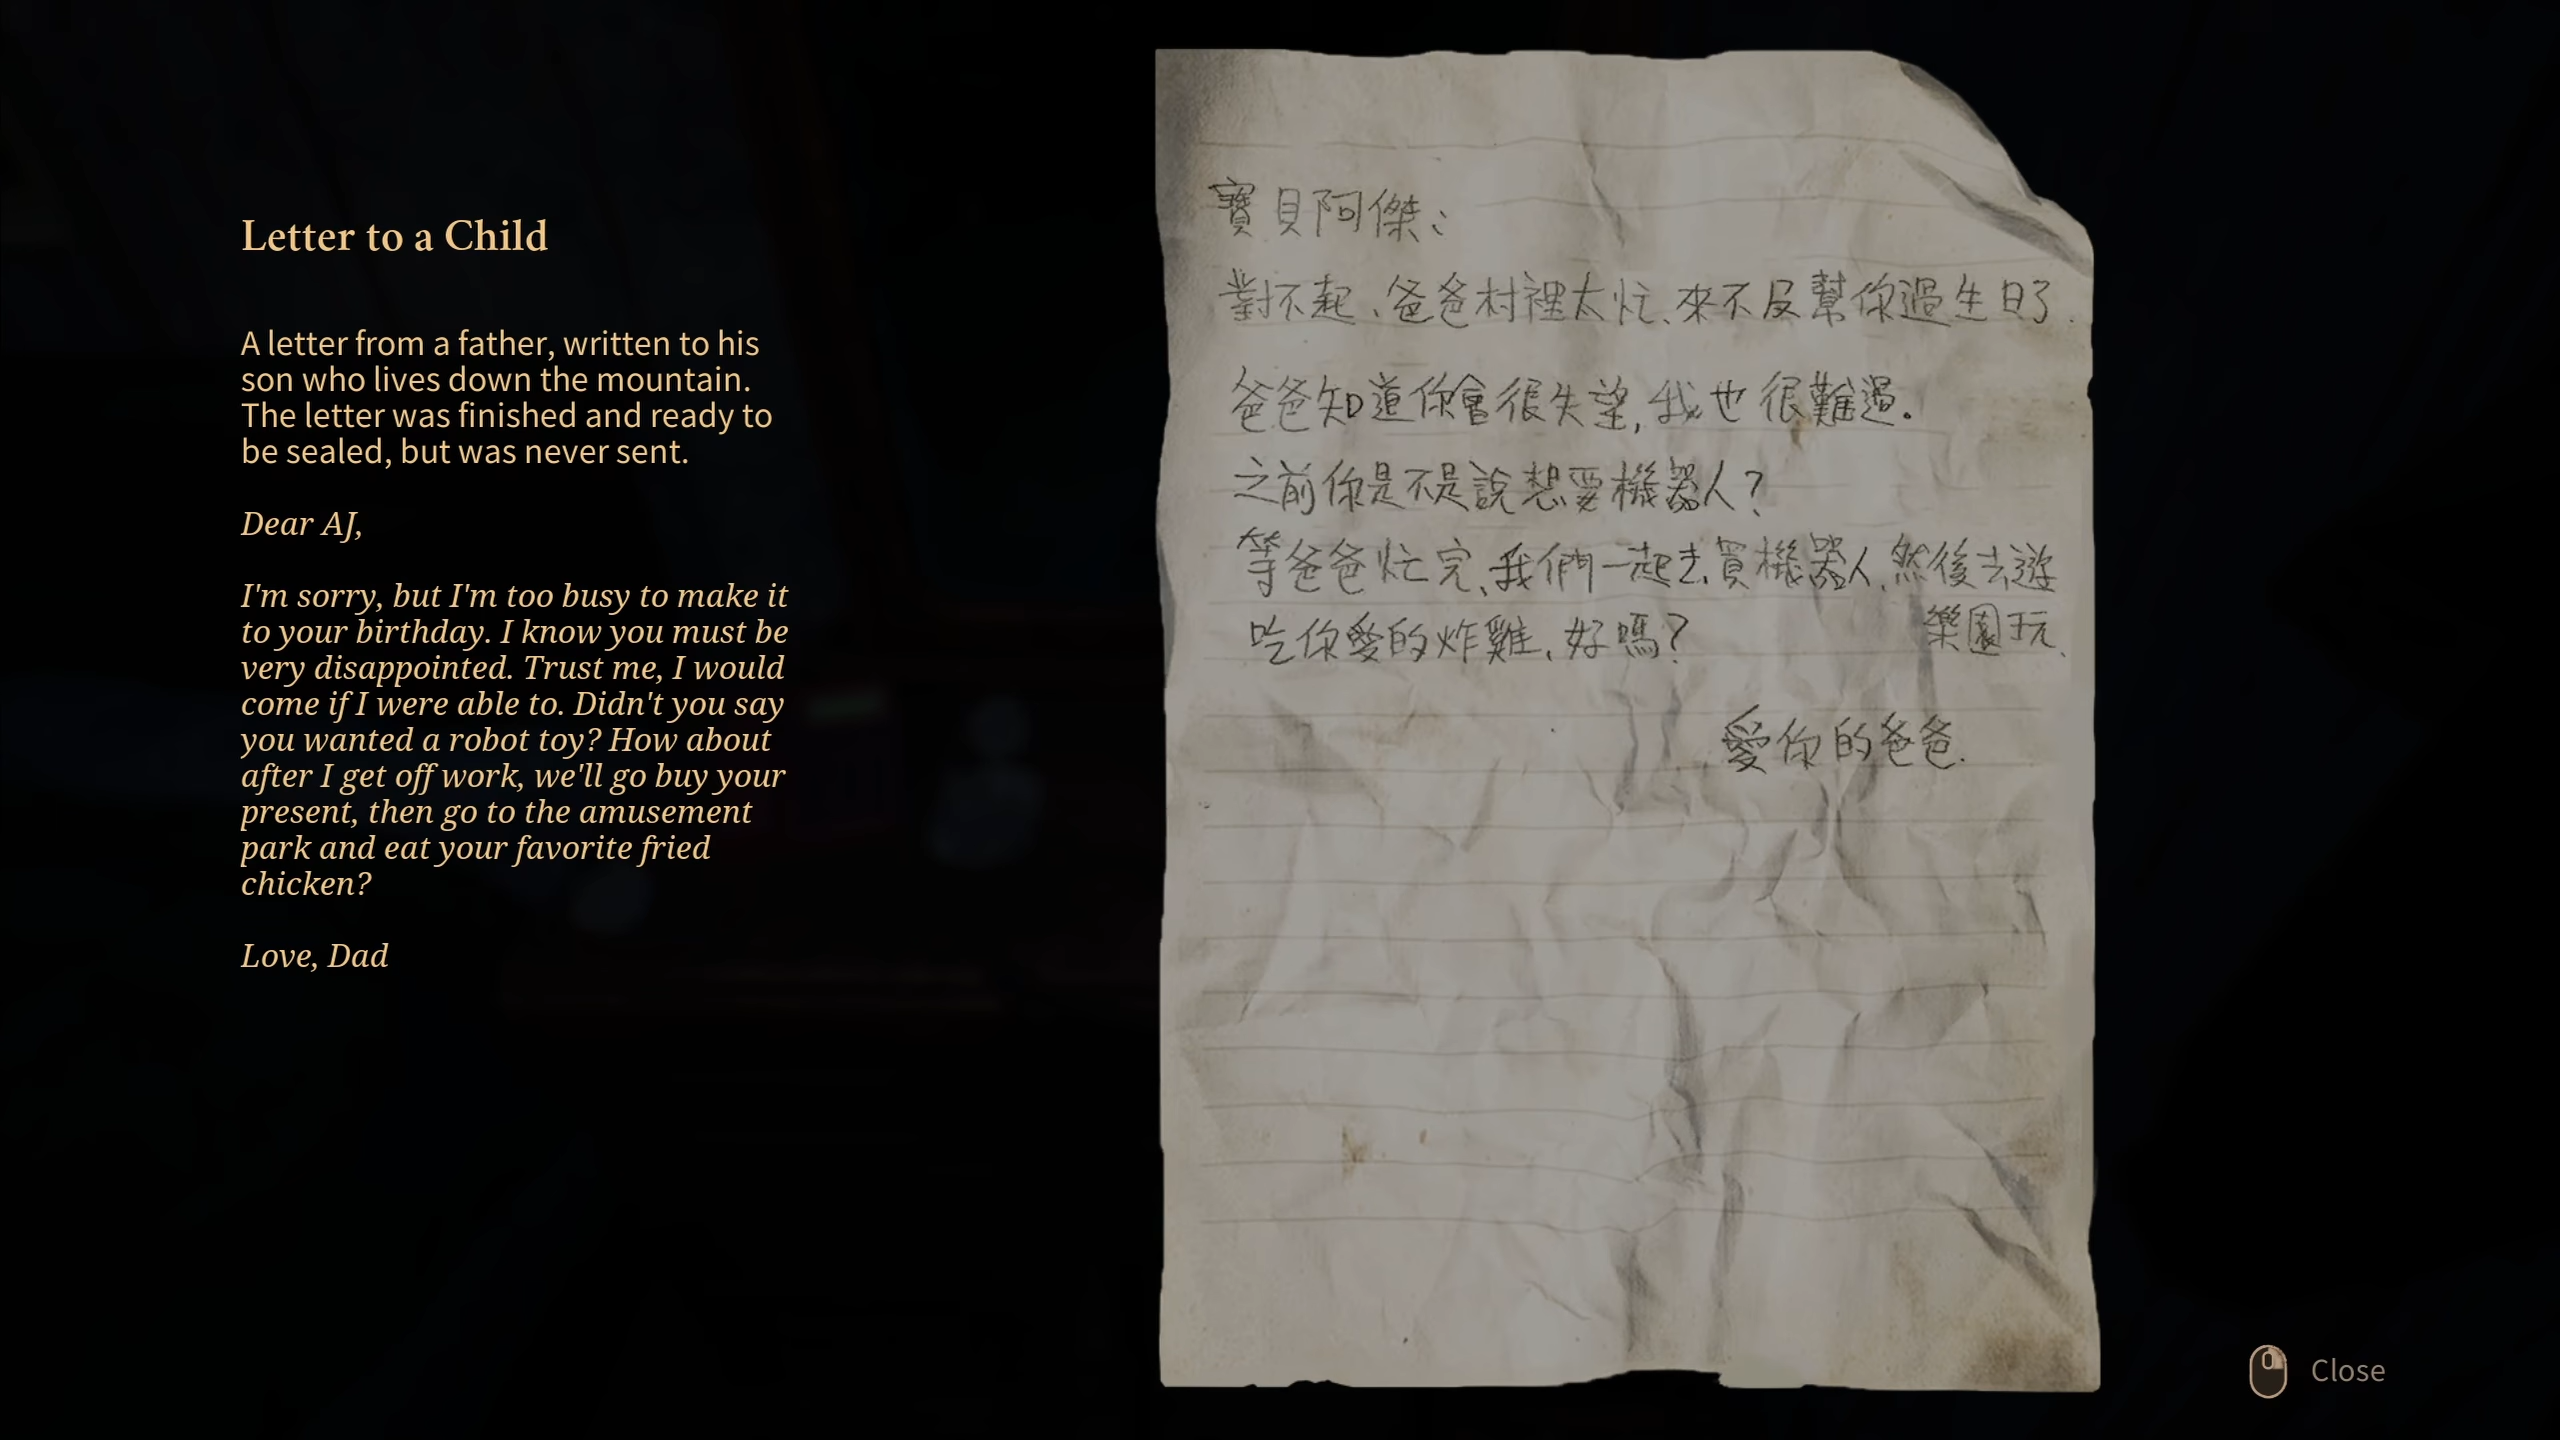 Letter to a Child
A letter from a father, written to his
son who lives down the mountain.
The letter was finished and ready to
be sealed, but was never sent.
Dear AJ,
I'm sorry, but I'm too busy to make it
to your birthday. I know you must be
very disappointed. Trust me, I would
come if I were able to. Didn't you say
you wanted a robot toy? How about
after I get off work, we'll go buy your
present, then go to the amusement
park and eat your favorite fried
chicken?
Love, Dad
寶貝阿傑:
對不起、爸爸村裡太忙、來不及幫你過生日了.
爸爸知道你會很失望,我也很難過。
之前你是不是說想要機器人?
等爸爸忙完、我們一起去買機器人、然後去遊
樂園玩、
吃你愛的炸雞、好嗎?
愛你的爸爸.
Close